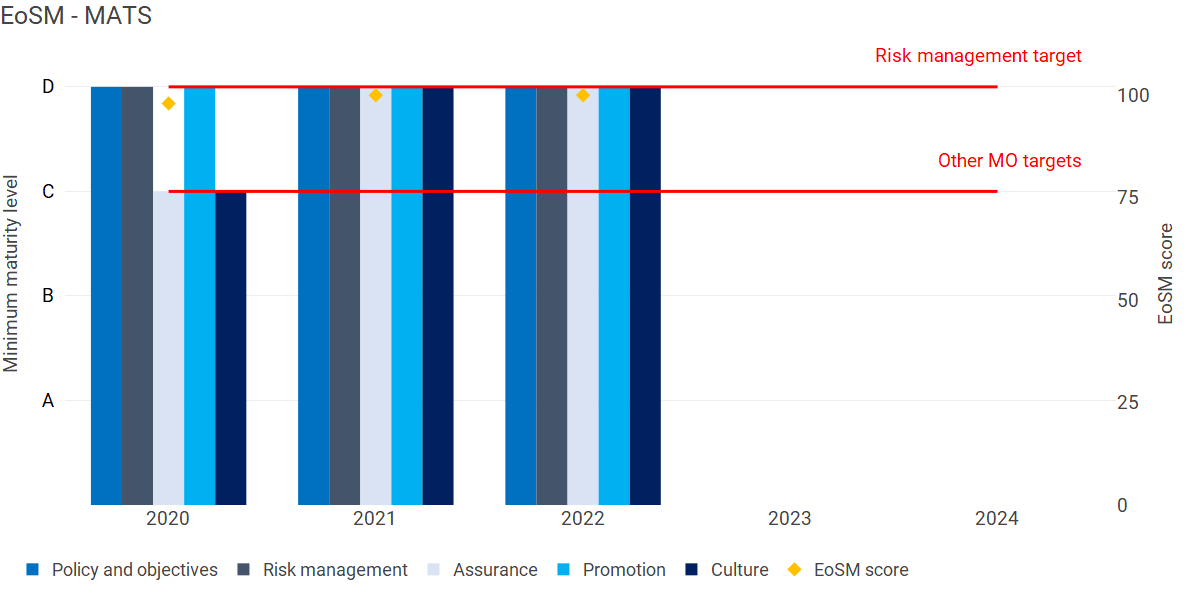 EoSM - MATS
Risk management target
D
100
Other MO targets
C
75
Minimum maturity level
EoSM score
B
50
A
25
0
2020 2021 2022 2023 2024
Policy and objectives Risk management Assurance Promotion Culture EoSM score